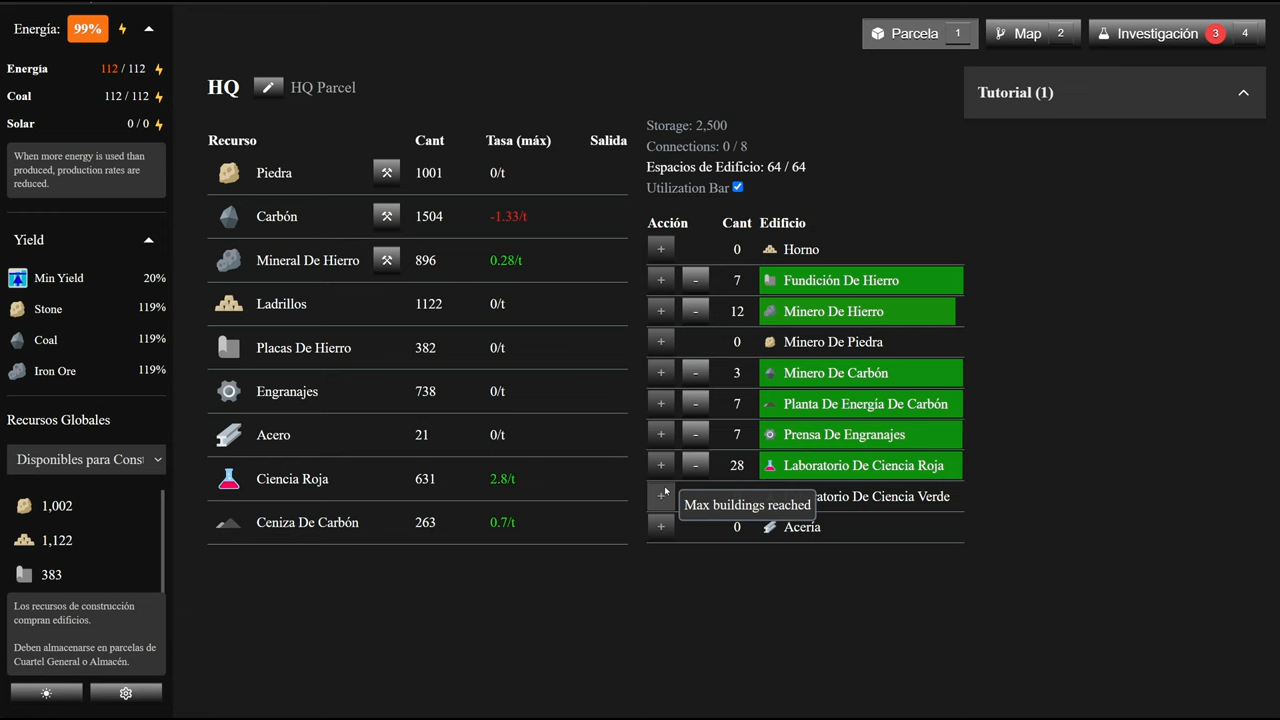 Energía: 99%
Energía 112 / 112
Coal 112 / 112
Solar 0 / 0
When more energy is used than
produced, production rates are
reduced.
Yield
Min Yield 20%
Stone 119%
Coal 119%
Iron Ore 119%
Recursos Globales
Disponibles para Cons
1,002
1,122
383
Los recursos de construcción
compran edificios.
Deben almacenarse en parcelas de
Cuartel General o Almacén.
HQ HQ Parcel
Recurso Cant Tasa (máx) Salida
Piedra 1001 0/t
Carbón 1504 -1.33/t
Mineral De Hierro 896 0.28/t
Ladrillos 1122 0/t
Placas De Hierro 382 0/t
Engranajes 738 0/t
Acero 21 0/t
Ciencia Roja 631 2.8/t
Ceniza De Carbón 263 0.7/t
Parcela 1
Map 2
Investigación 3 4
Tutorial (1)
Storage: 2,500
Connections: 0 / 8
Espacios de Edificio: 64 / 64
Utilization Bar
Acción Cant Edificio
+ 0 Horno
+ - 7 Fundición De Hierro
+ - 12 Minero De Hierro
+ 0 Minero De Piedra
+ - 3 Minero De Carbón
+ - 7 Planta De Energía De Carbón
+ - 7 Prensa De Engranajes
+ - 28 Laboratorio De Ciencia Roja
+ ratorio De Ciencia Verde
Max buildings reached
+ 0 Acería